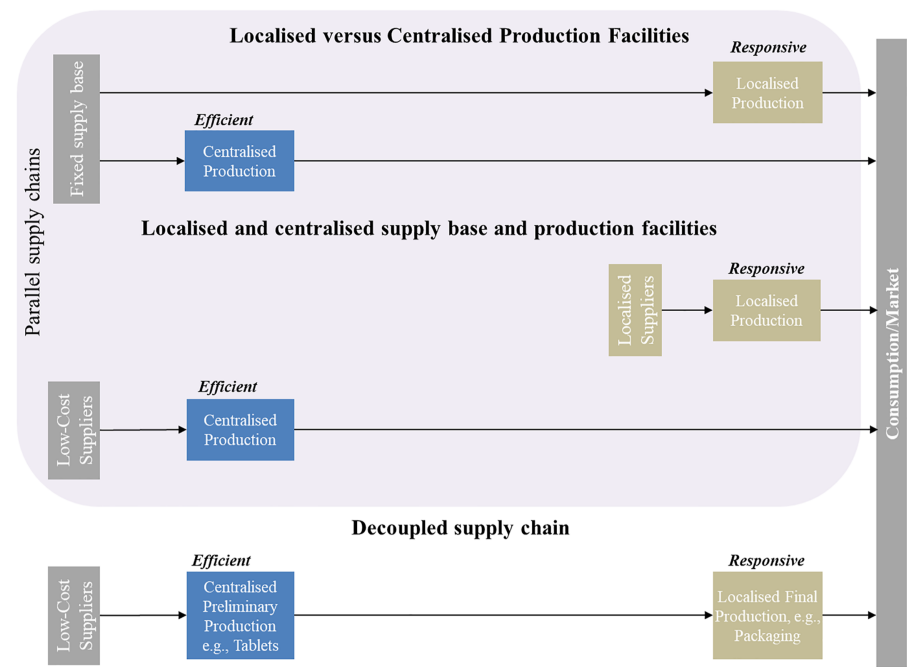 Localised versus Centralised Production Facilities
Responsive
Fixed supply base
Localised
Production
Efficient
Centralised
Production
Parallel supply chains
Localised and centralised supply base and production facilities
Responsive
Localised
Suppliers
Localised
Production
Consumption/Market
Efficient
Low-Cost
Suppliers
Centralised
Production
Decoupled supply chain
Efficient
Responsive
Low-Cost
Suppliers
Centralised
Preliminary
Production
e.g., Tablets
Localised Final
Production, e.g.,
Packaging